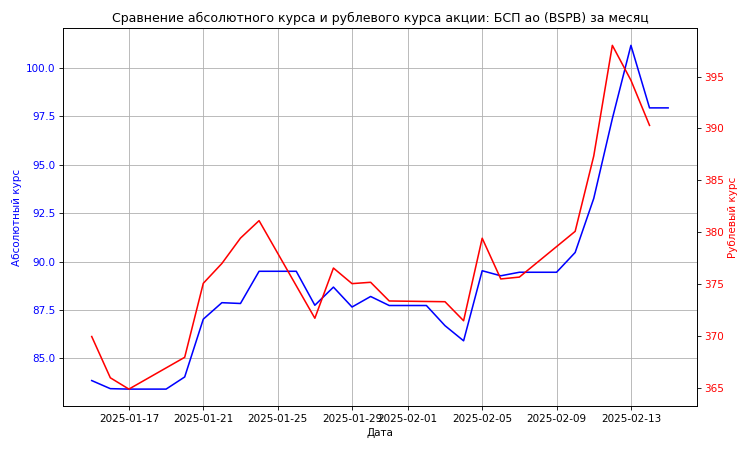 Сравнение абсолютного курса и рублевого курса акции: БСП ао (BSPB) за месяц
Абсолютный курс
100.0
97.5
95.0
92.5
90.0
87.5
85.0
395
390
385
380
375
370
365
Рублевый курс
2025-01-17 2025-01-21 2025-01-25 2025-01-29 2025-02-01 2025-02-05 2025-02-09 2025-02-13
Дата